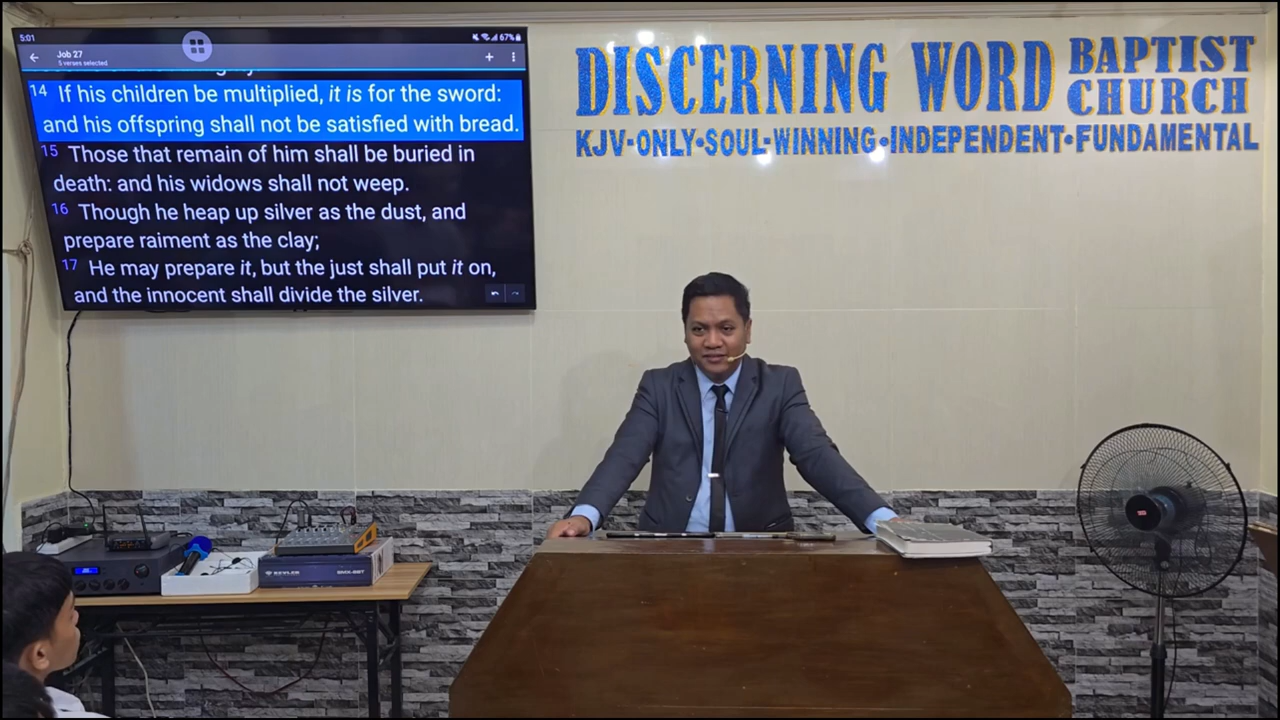 5:01
67%
Job 27
5 verses selected
14 If his children be multiplied, it is for the sword:
and his offspring shall not be satisfied with bread.
15 Those that remain of him shall be buried in
death: and his widows shall not weep.
16 Though he heap up silver as the dust, and
prepare raiment as the clay;
17 He may prepare it, but the just shall put it on,
and the innocent shall divide the silver.
DISCERNING WORD BAPTIST
CHURCH
KJV-ONLY•SOUL-WINNING•INDEPENDENT•FUNDAMENTAL
KEVLER